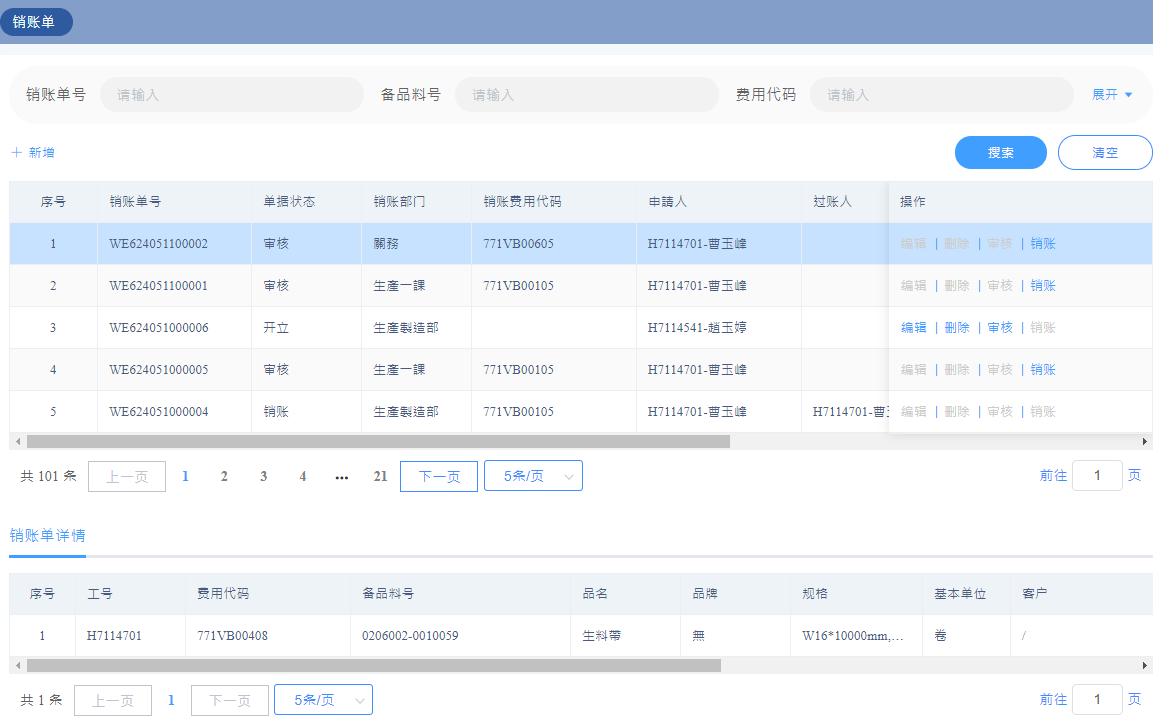 销账单
销账单号 请输入 备品料号 请输入 费用代码 请输入 展开
+ 新增 搜索 清空
序号 销账单号 单据状态 销账部门 销账费用代码 申請人 过账人 操作
1 WE624051100002 审核 關務 771VB00605 H7114701-曹玉峰 编辑 | 删除 | 审核 | 销账
2 WE624051100001 审核 生產一課 771VB00105 H7114701-曹玉峰 编辑 | 删除 | 审核 | 销账
3 WE624051000006 开立 生產製造部 H7114541-趙玉婷 编辑 | 删除 | 审核 | 销账
4 WE624051000005 审核 生產一課 771VB00105 H7114701-曹玉峰 编辑 | 删除 | 审核 | 销账
5 WE624051000004 销账 生產製造部 771VB00105 H7114701-曹玉峰 H7114701-曹 编辑 | 删除 | 审核 | 销账
共 101 条 上一页 1 2 3 4 ... 21 下一页 5条/页 前往 1 页
销账单详情
序号 工号 费用代码 备品料号 品名 品牌 规格 基本单位 客户
1 H7114701 771VB00408 0206002-0010059 生料帶 無 W16*10000mm,... 卷 /
共 1 条 上一页 1 下一页 5条/页 前往 1 页